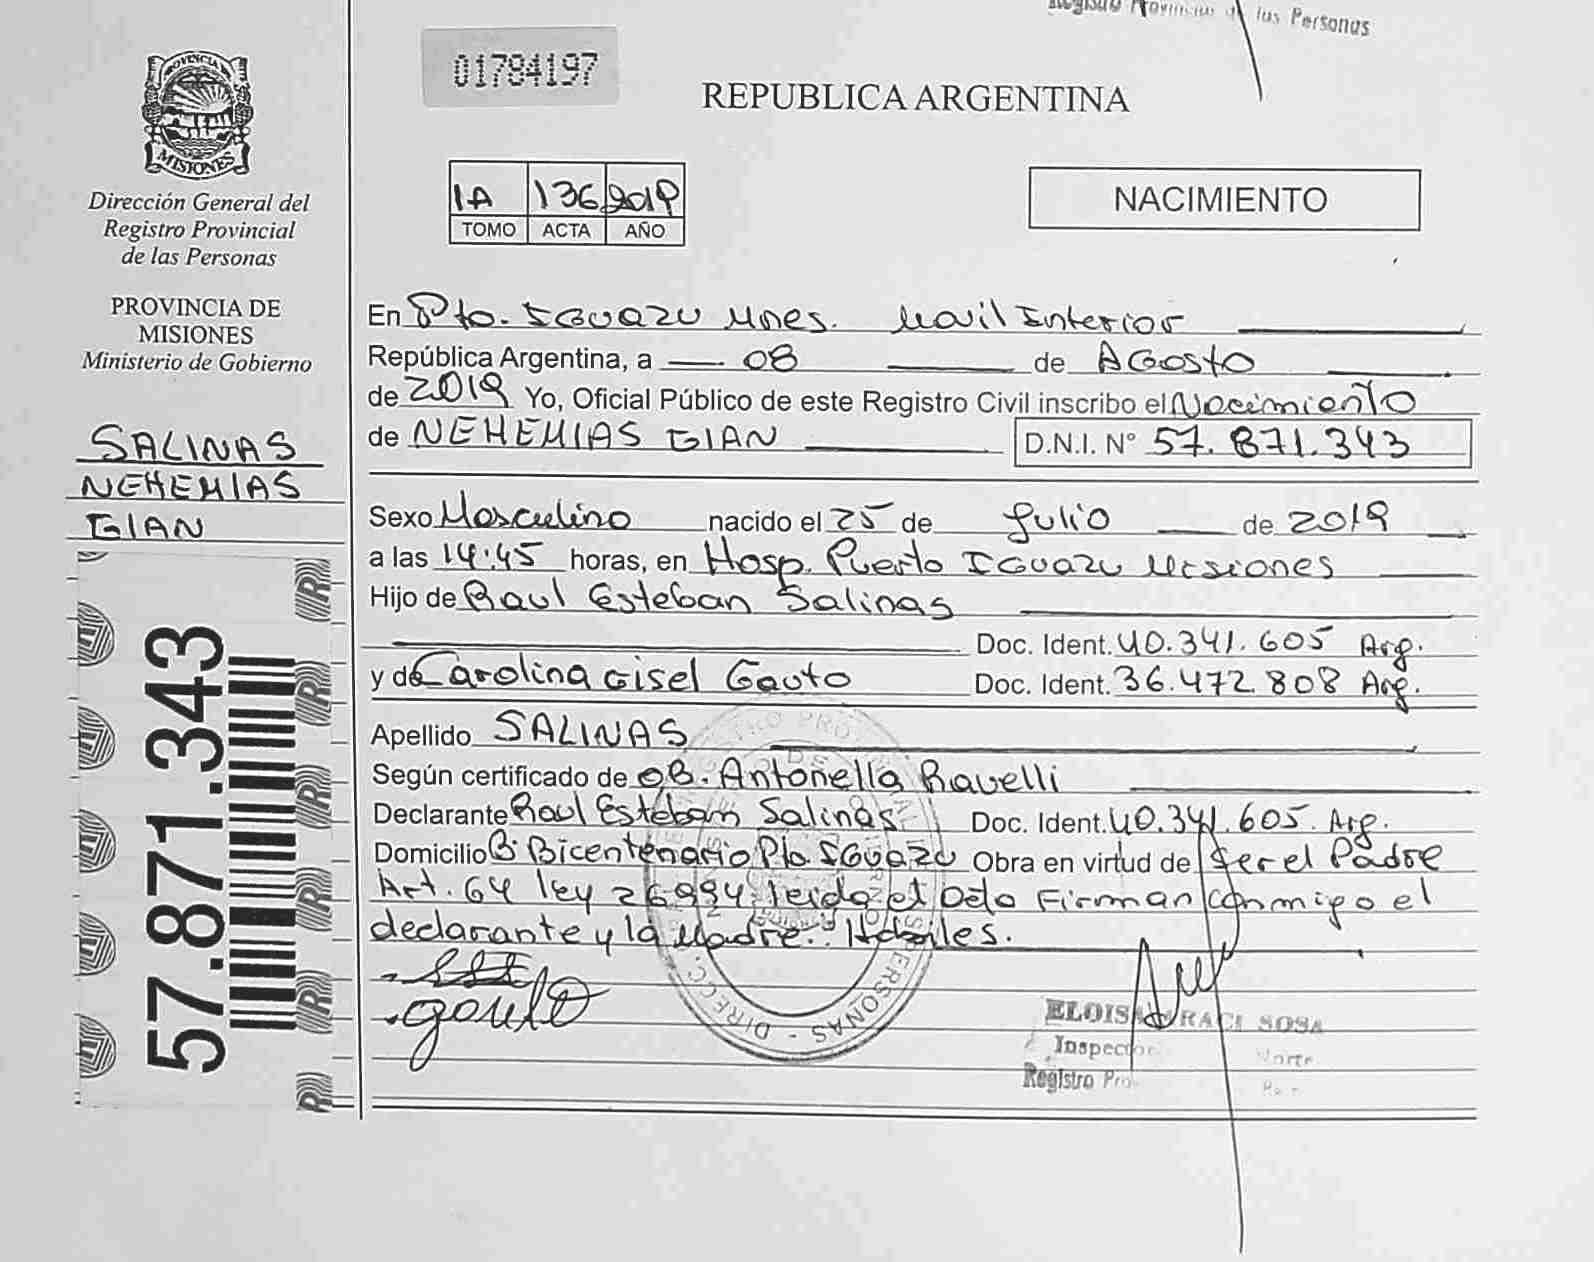 Registro Provincial de las Personas
01784197
REPUBLICA ARGENTINA
PROVINCIA DE
MISIONES
Dirección General del
Registro Provincial
de las Personas
PROVINCIA DE
MISIONES
Ministerio de Gobierno
SALINAS
NEHEMIAS
GIAN
57.871.343
1A 136 2019
TOMO ACTA AÑO
NACIMIENTO
En Pto. IGUAZU Mnes. Movil Interior
República Argentina, a 08 de AGOSTO
de 2019 Yo, Oficial Público de este Registro Civil inscribo el Nacimiento
de NEHEMIAS GIAN D.N.I. N° 57.871.343
Sexo Masculino nacido el 25 de Julio de 2019
a las 14:45 horas, en Hosp. Puerto IGUAZU Misiones
Hijo de Raul Esteban Salinas
Doc. Ident. 40.341.605 Arg.
y de Carolina Gisel Gauto Doc. Ident. 36.472.808 Arg.
Apellido SALINAS
Según certificado de OB. Antonella Ravelli
Declarante Raul Esteban Salinas Doc. Ident. 40.341.605. Arg.
Domicilio B: Bicentenario Pto IGUAZU Obra en virtud de Ser el Padre
Art. 64 ley 26994 leido el Acta Firman conmigo el
declarante y la Madre. Habiles.
Gauto
DIRECC. PERSONAS
SOSA
Inspector Norte
Registro